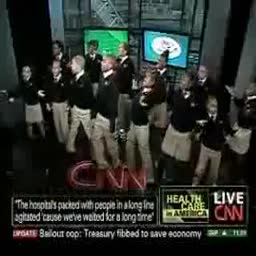 CNN
"The hospital's packed with people in a long line
agitated 'cause we've waited for a long time"
HEALTH
CARE
in AMERICA
LIVE
CNN
UPDATE Bailout cop: Treasury fibbed to save economy